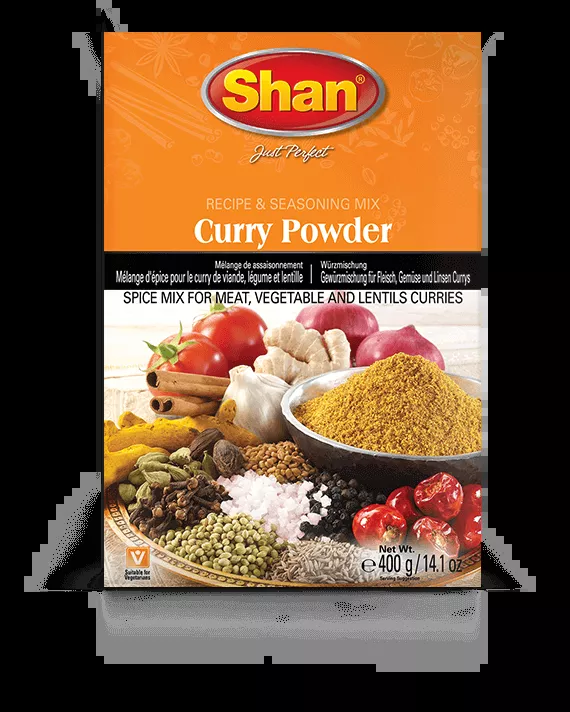 Shan®
Just Perfect
RECIPE & SEASONING MIX
Curry Powder
Mélange de assaisonnement
Mélange d'épice pour le curry de viande, légume et lentille
Würzmischung
Gewürzmischung für Fleisch, Gemüse und Linsen Currys
SPICE MIX FOR MEAT, VEGETABLE AND LENTILS CURRIES
V
Suitable for
Vegetarians
Net Wt.
℮ 400 g/14.1 oz
Serving Suggestion